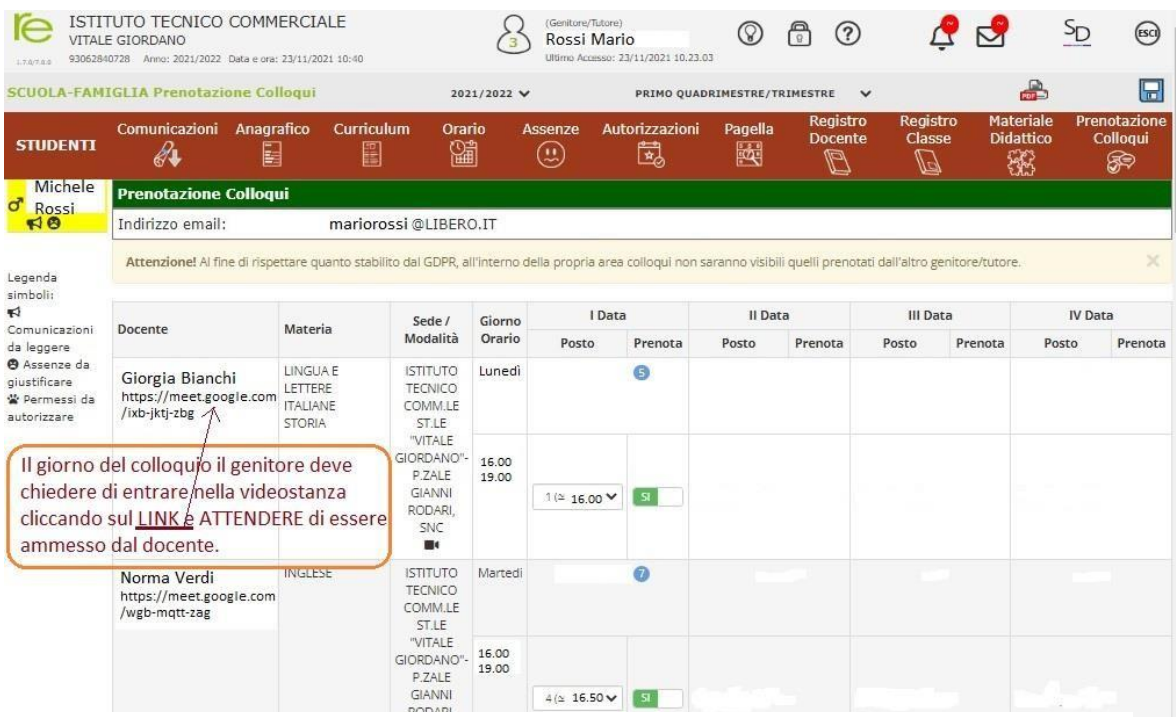 re
1.7.0/7.0.0
ISTITUTO TECNICO COMMERCIALE
VITALE GIORDANO
93062840728 Anno: 2021/2022 Data e ora: 23/11/2021 10:40
3
(Genitore/Tutore)
Rossi Mario
Ultimo Accesso: 23/11/2021 10.23.03
?
~
~
SD
ESCI
SCUOLA-FAMIGLIA Prenotazione Colloqui
2021/2022
PRIMO QUADRIMESTRE/TRIMESTRE
PDF
STUDENTI
Comunicazioni
Anagrafico
Curriculum
Orario
Assenze
Autorizzazioni
Pagella
Registro Docente
Registro Classe
Materiale Didattico
Prenotazione Colloqui
Michele
Rossi
Prenotazione Colloqui
Indirizzo email: mariorossi @LIBERO.IT
Attenzione! Al fine di rispettare quanto stabilito dal GDPR, all'interno della propria area colloqui non saranno visibili quelli prenotati dall'altro genitore/tutore.
Legenda
simboli:
Comunicazioni
da leggere
Assenze da
giustificare
Permessi da
autorizzare
Docente
Materia
Sede /
Modalità
Giorno
Orario
I Data
II Data
III Data
IV Data
Posto Prenota Posto Prenota Posto Prenota Posto Prenota
Giorgia Bianchi
https://meet.google.com
/ixb-jktj-zbg
LINGUA E
LETTERE
ITALIANE
STORIA
ISTITUTO
TECNICO
COMM.LE
ST.LE
"VITALE
GIORDANO"-
P.ZALE
GIANNI
RODARI,
SNC
Lunedì
5
16.00
19.00
1 (≃ 16.00
SI
Il giorno del colloquio il genitore deve
chiedere di entrare nella videostanza
cliccando sul LINK e ATTENDERE di essere
ammesso dal docente.
Norma Verdi
https://meet.google.com
/wgb-mqtt-zag
INGLESE
ISTITUTO
TECNICO
COMM.LE
ST.LE
"VITALE
GIORDANO"-
P.ZALE
GIANNI
RODARI
Martedì
7
16.00
19.00
4 (≃ 16.50
SI